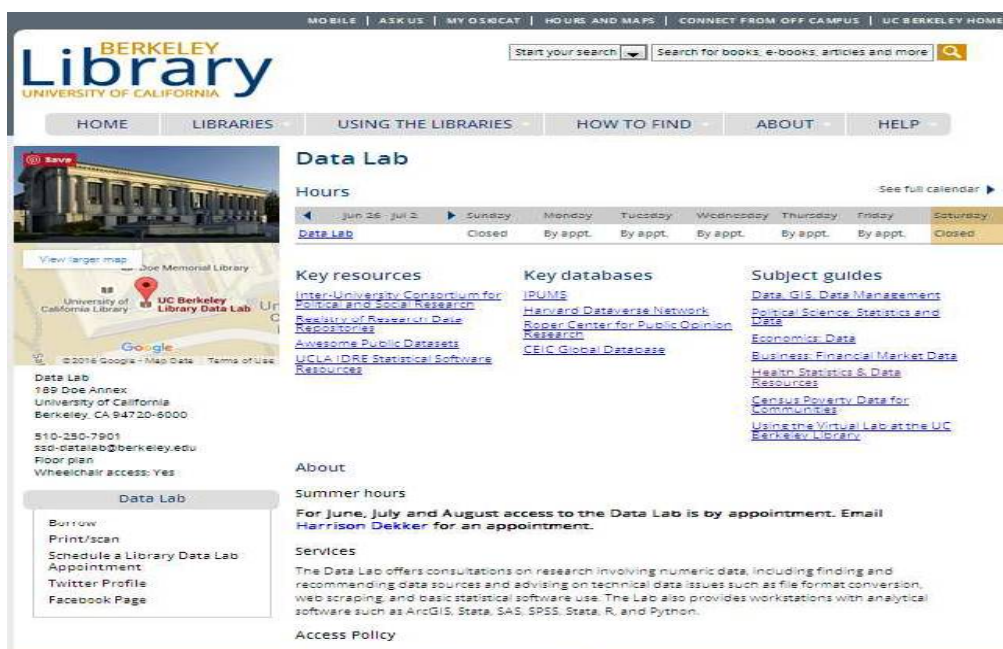 MOBILE | ASK US | MY OSKICAT | HOURS AND MAPS | CONNECT FROM OFF CAMPUS | UC BERKELEY HOME
BERKELEY
Library
UNIVERSITY OF CALIFORNIA
Start your search
Search for books, e-books, articles and more
HOME LIBRARIES USING THE LIBRARIES HOW TO FIND ABOUT HELP
Save
View larger map
Doe Memorial Library
University of
California Library
UC Berkeley
Library Data Lab
Google
©2016 Google - Map Data Terms of Use
Data Lab
189 Doe Annex
University of California
Berkeley, CA 94720-6000
510-250-7901
ssd-datalab@berkeley.edu
Floor plan
Wheelchair access: Yes
Data Lab
Borrow
Print/scan
Schedule a Library Data Lab
Appointment
Twitter Profile
Facebook Page
Data Lab
Hours
See full calendar
Jun 26 - Jul 2 Sunday Monday Tuesday Wednesday Thursday Friday Saturday
Data Lab Closed By appt. By appt. By appt. By appt. By appt. Closed
Key resources
Inter-University Consortium for
Political and Social Research
Registry of Research Data
Repositories
Awesome Public Datasets
UCLA IDRE Statistical Software
Resources
Key databases
IPUMS
Harvard Dataverse Network
Roper Center for Public Opinion
Research
CEIC Global Database
Subject guides
Data, GIS, Data Management
Political Science: Statistics and
Data
Economics: Data
Business: Financial Market Data
Health Statistics & Data
Resources
Census Poverty Data for
Communities
Using the Virtual Lab at the UC
Berkeley Library
About
Summer hours
For June, July and August access to the Data Lab is by appointment. Email
Harrison Dekker for an appointment.
Services
The Data Lab offers consultations on research involving numeric data, including finding and
recommending data sources and advising on technical data issues such as file format conversion,
web scraping, and basic statistical software use. The Lab also provides workstations with analytical
software such as ArcGIS, Stata, SAS, SPSS, Stata, R, and Python.
Access Policy